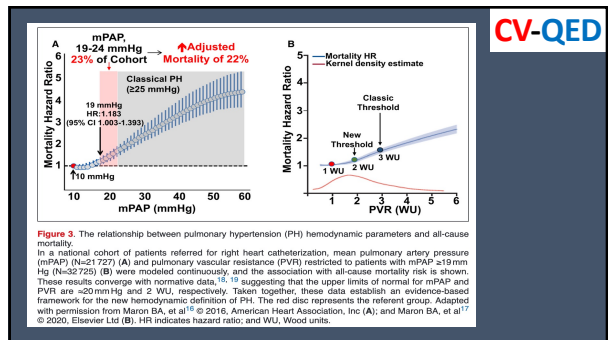 CV-QED
mPAP,
19-24 mmHg
23% of Cohort
↑Adjusted
Mortality of 22%
A
Mortality Hazard Ratio
6
5
4
3
2
1
Classical PH
(≥25 mmHg)
19 mmHg
HR:1.183
(95% CI 1.003-1.393)
10 mmHg
10 20 30 40 50 60
mPAP (mmHg)
B
Mortality Hazard Ratio
5
4
3
2
1
Mortality HR
Kernel density estimate
Classic
Threshold
New
Threshold
1 WU
2 WU
3 WU
0 1 2 3 4 5 6
PVR (WU)
Figure 3. The relationship between pulmonary hypertension (PH) hemodynamic parameters and all-cause
mortality.
In a national cohort of patients referred for right heart catheterization, mean pulmonary artery pressure
(mPAP) (N=21 727) (A) and pulmonary vascular resistance (PVR) restricted to patients with mPAP ≥19 mm
Hg (N=32 725) (B) were modeled continuously, and the association with all-cause mortality risk is shown.
These results converge with normative data,18, 19 suggesting that the upper limits of normal for mPAP and
PVR are ≈20 mm Hg and 2 WU, respectively. Taken together, these data establish an evidence-based
framework for the new hemodynamic definition of PH. The red disc represents the referent group. Adapted
with permission from Maron BA, et al16 © 2016, American Heart Association, Inc (A); and Maron BA, et al17
© 2020, Elsevier Ltd (B). HR indicates hazard ratio; and WU, Wood units.